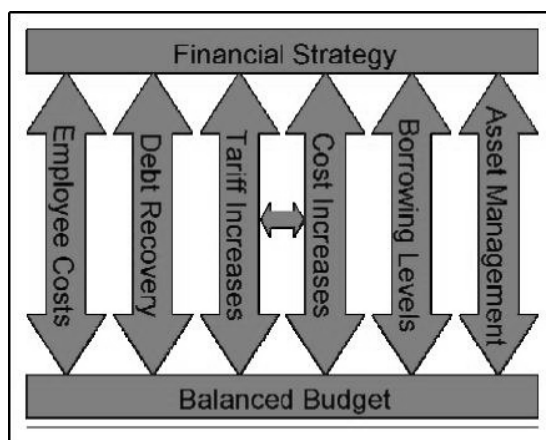 Financial Strategy
Employee Costs
Debt Recovery
Tariff Increases
Cost Increases
Borrowing Levels
Asset Management
Balanced Budget